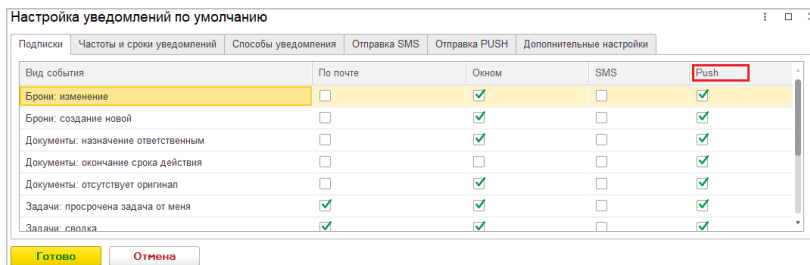 Настройка уведомлений по умолчанию
Подписки Частоты и сроки уведомлений Способы уведомления Отправка SMS Отправка PUSH Дополнительные настройки
Вид события По почте Окном SMS Push
Брони: изменение
Брони: создание новой
Документы: назначение ответственным
Документы: окончание срока действия
Документы: отсутствует оригинал
Задачи: просрочена задача от меня
Задачи: сводка
Готово Отмена